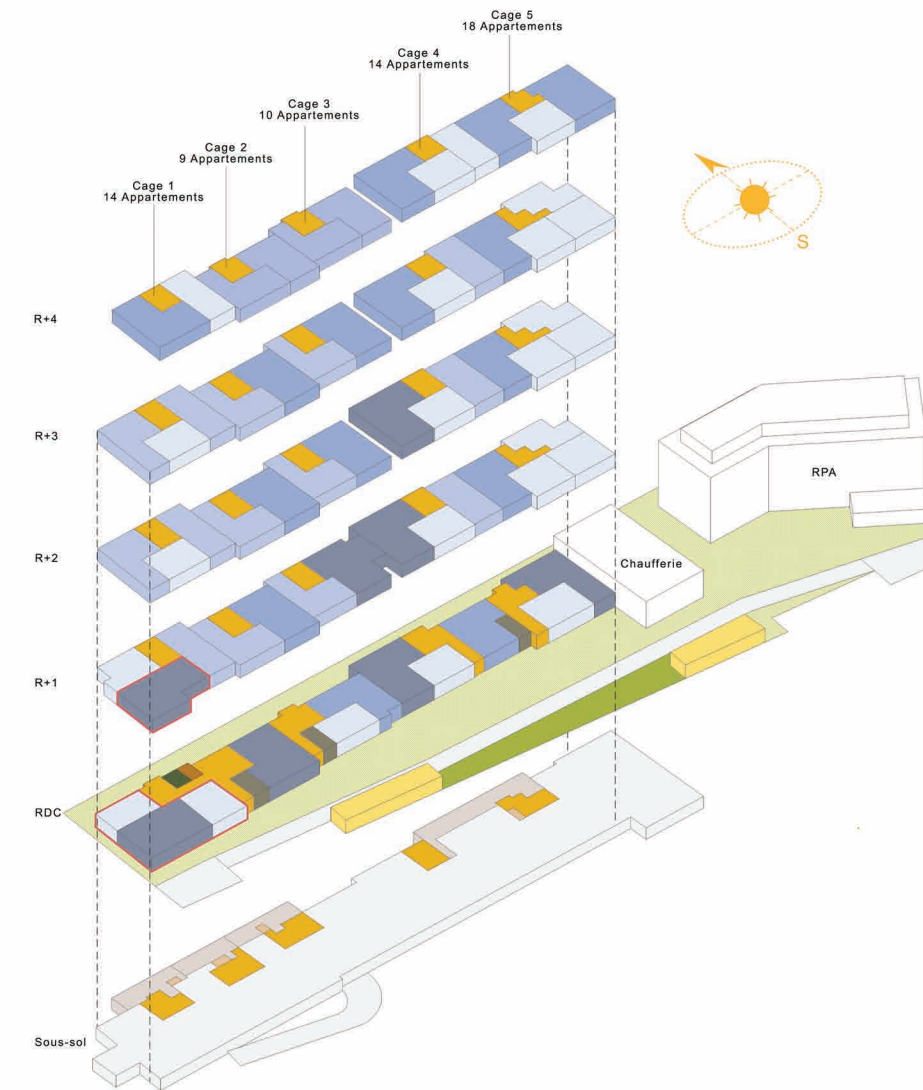 Cage 5
18 Appartements
Cage 4
14 Appartements
Cage 3
10 Appartements
Cage 2
9 Appartements
Cage 1
14 Appartements
S
R+4
R+3
RPA
R+2
Chaufferie
R+1
RDC
Sous-sol